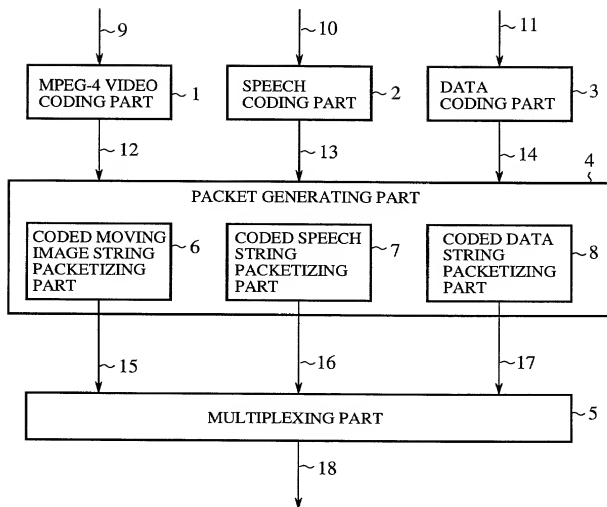 9
10
11
MPEG-4 VIDEO
CODING PART
1
SPEECH
CODING PART
2
DATA
CODING PART
3
12
13
14
4
PACKET GENERATING PART
CODED MOVING
IMAGE STRING
PACKETIZING
PART
6
CODED SPEECH
STRING
PACKETIZING
PART
7
CODED DATA
STRING
PACKETIZING
PART
8
15
16
17
MULTIPLEXING PART
5
18